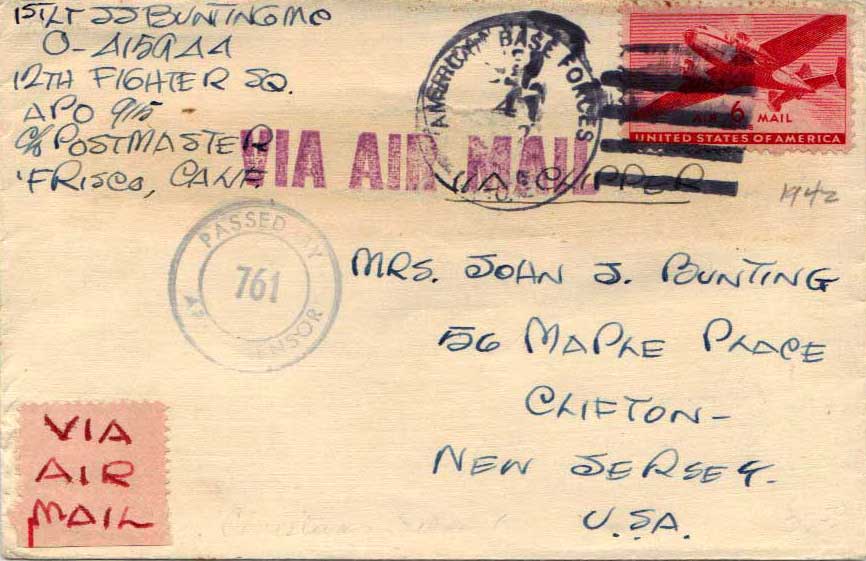 1ST LT JJ BUNTING MC
O-415944
12TH FIGHTER SQ.
APO 915
C/O POSTMASTER
'FRISCO, CALIF.
AMERICAN BASE FORCES
AIR 6 MAIL
UNITED STATES OF AMERICA
VIA AIR MAIL
VIA CLIPPER
1942
PASSED BY
761
MRS. JOHN J. BUNTING
56 MAPLE PLACE
CLIFTON-
NEW JERSEY.
U.S.A.
VIA
AIR
MAIL